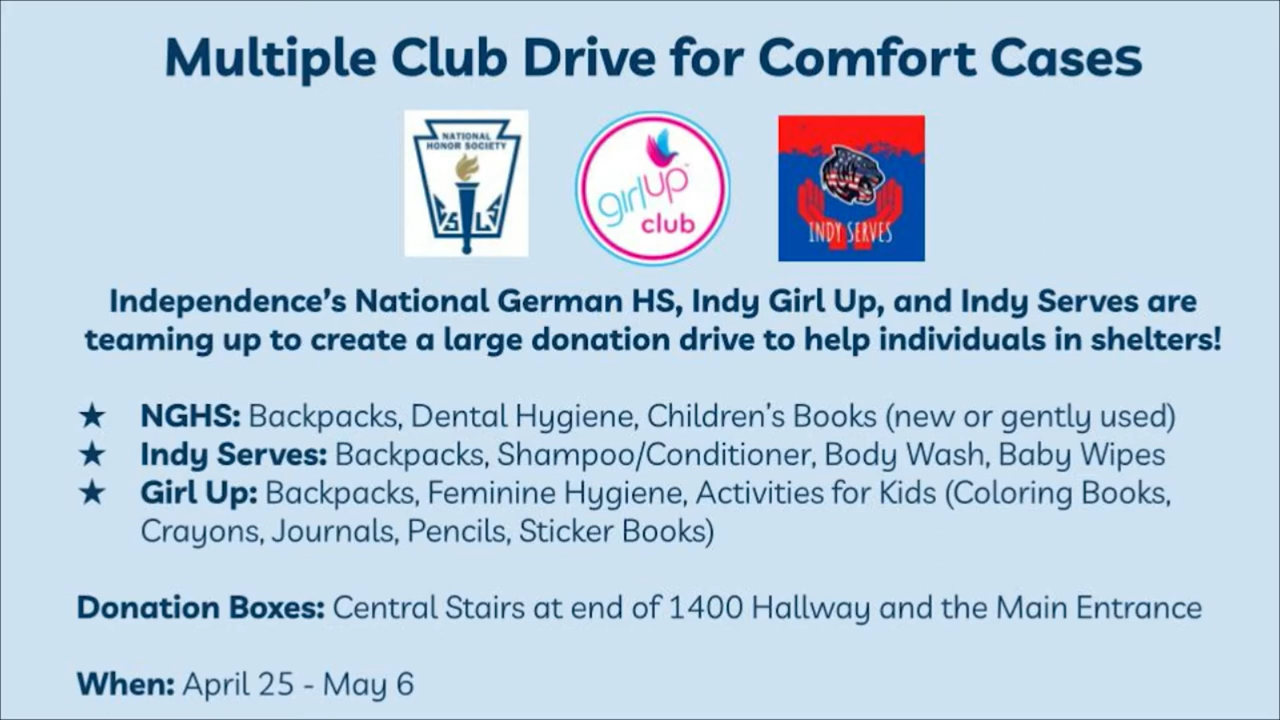 Multiple Club Drive for Comfort Cases
NATIONAL
HONOR SOCIETY
C S L S
girlup™
club
INDY SERVES
Independence's National German HS, Indy Girl Up, and Indy Serves are
teaming up to create a large donation drive to help individuals in shelters!
★ NGHS: Backpacks, Dental Hygiene, Children's Books (new or gently used)
★ Indy Serves: Backpacks, Shampoo/Conditioner, Body Wash, Baby Wipes
★ Girl Up: Backpacks, Feminine Hygiene, Activities for Kids (Coloring Books,
Crayons, Journals, Pencils, Sticker Books)
Donation Boxes: Central Stairs at end of 1400 Hallway and the Main Entrance
When: April 25 - May 6